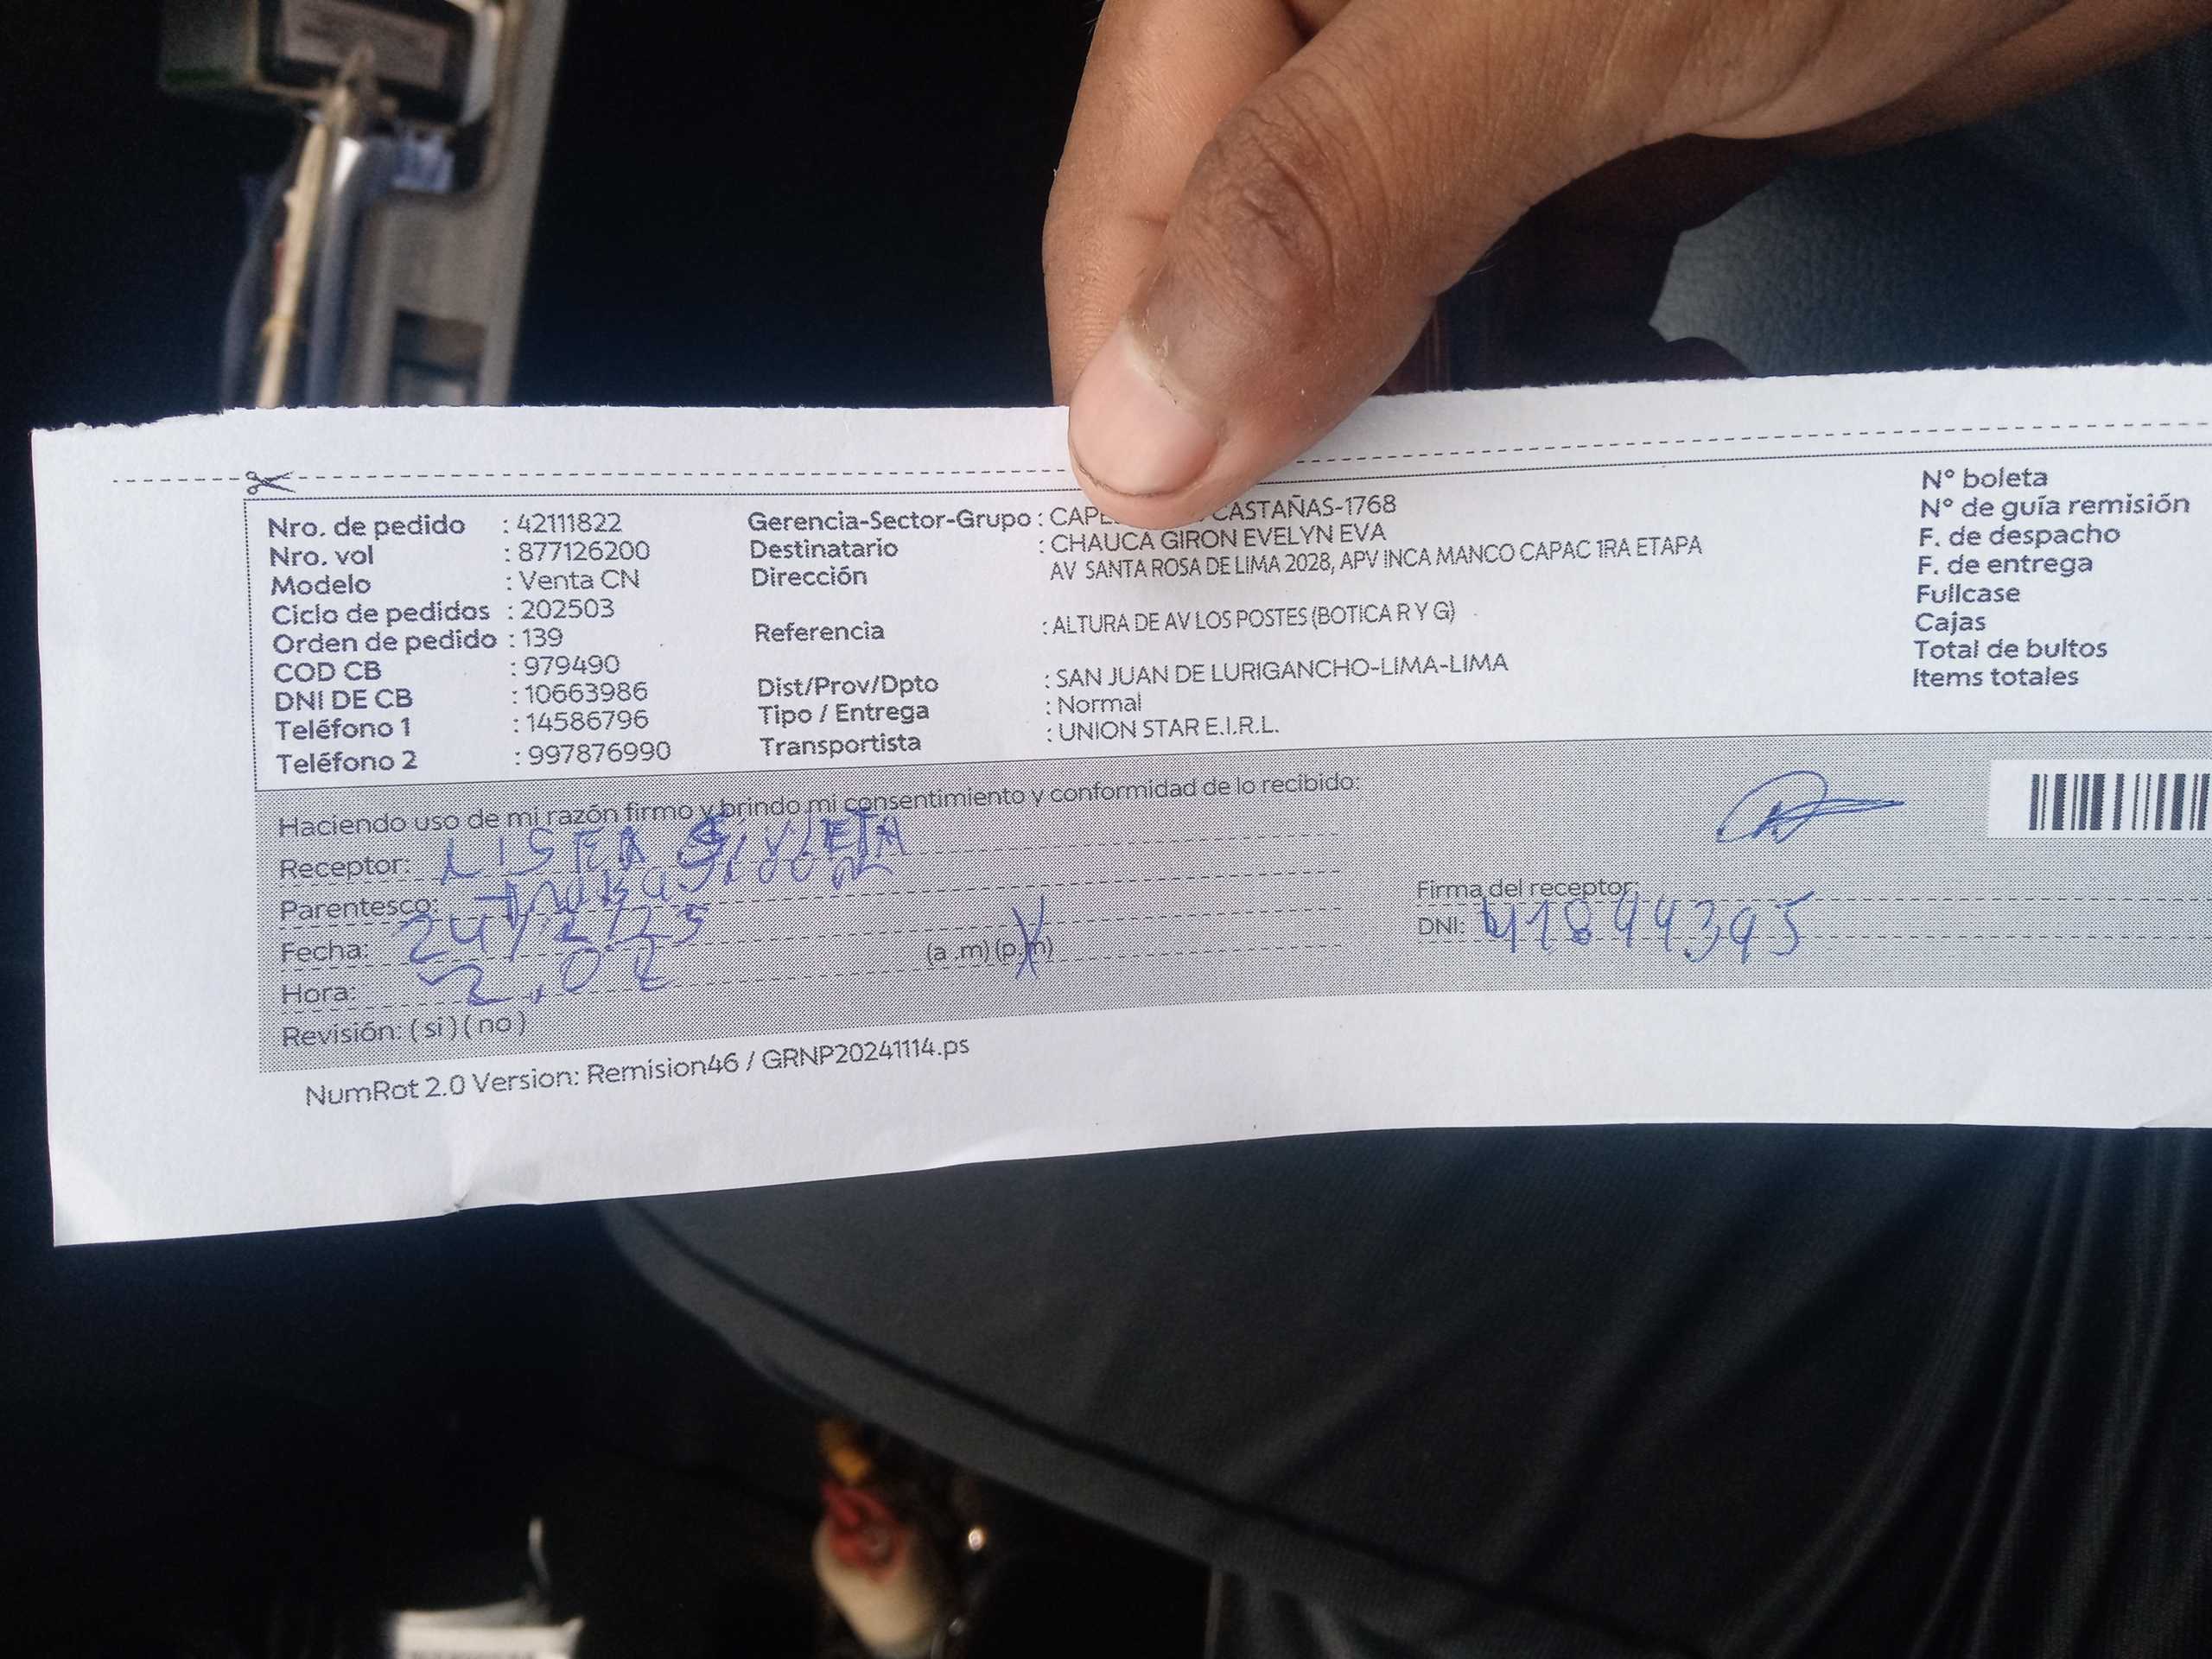 Nro. de pedido : 42111822
Nro. vol : 877126200
Modelo : Venta CN
Ciclo de pedidos : 202503
Orden de pedido : 139
COD CB : 979490
DNI DE CB : 10663986
Teléfono 1 : 14586796
Teléfono 2 : 997876990
Gerencia-Sector-Grupo : CASTAÑAS-1768
Destinatario : CHAUCA GIRON EVELYN EVA
Dirección AV SANTA ROSA DE LIMA 2028, APV INCA MANCO CAPAC 1RA ETAPA
Referencia : ALTURA DE AV LOS POSTES (BOTICA R Y G)
Dist/Prov/Dpto : SAN JUAN DE LURIGANCHO-LIMA-LIMA
Tipo / Entrega : Normal
Transportista : UNION STAR E.I.R.L.
N° boleta
N° de guía remisión
F. de despacho
F. de entrega
Fullcase
Cajas
Total de bultos
Items totales
Haciendo uso de mi razón firmo y brindo mi consentimiento y conformidad de lo recibido:
Receptor:
Parentesco:
Fecha: 24/2/25
Hora: 2.02 (a.m) (p.m)
Revisión: ( si ) ( no )
Firma del receptor:
DNI: 41844395
NumRot 2.0 Version: Remision46 / GRNP20241114.ps